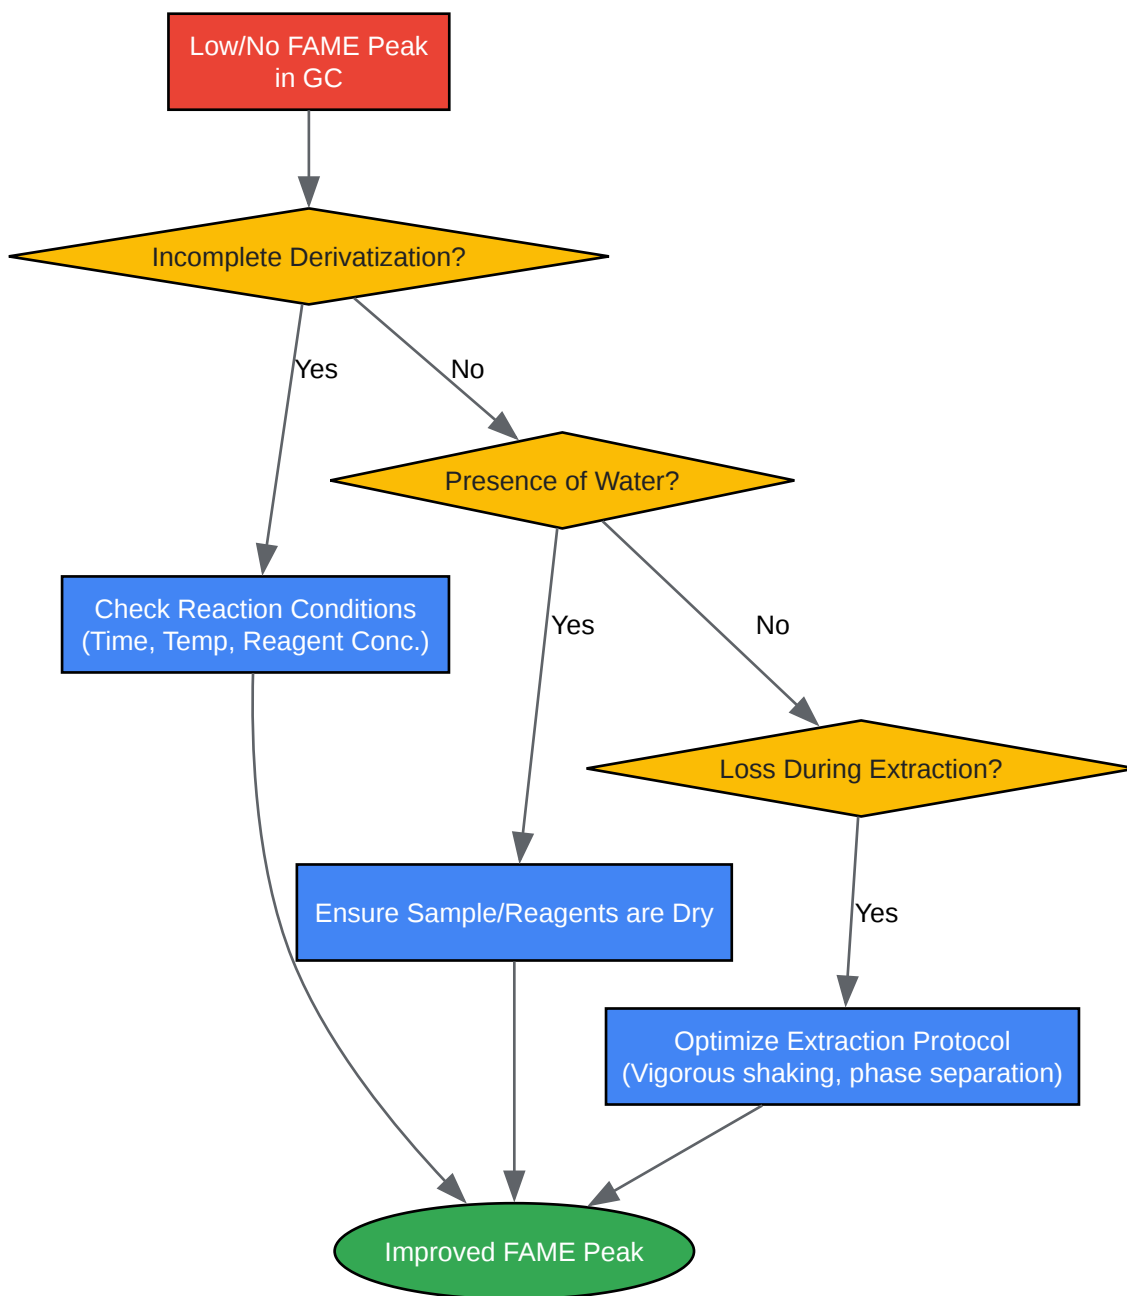 Low/No FAME Peak
in GC
Incomplete Derivatization?
Yes
No
Presence of Water?
Check Reaction Conditions
(Time, Temp, Reagent Conc.)
Yes
No
Loss During Extraction?
Ensure Sample/Reagents are Dry
Yes
Optimize Extraction Protocol
(Vigorous shaking, phase separation)
Improved FAME Peak